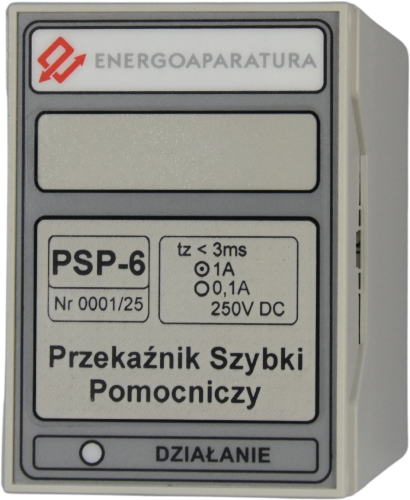 ENERGOAPARATURA
PSP-6
Nr 0001/25
tz < 3ms
1A
0,1A
250V DC
Przekaźnik Szybki
Pomocniczy
DZIAŁANIE